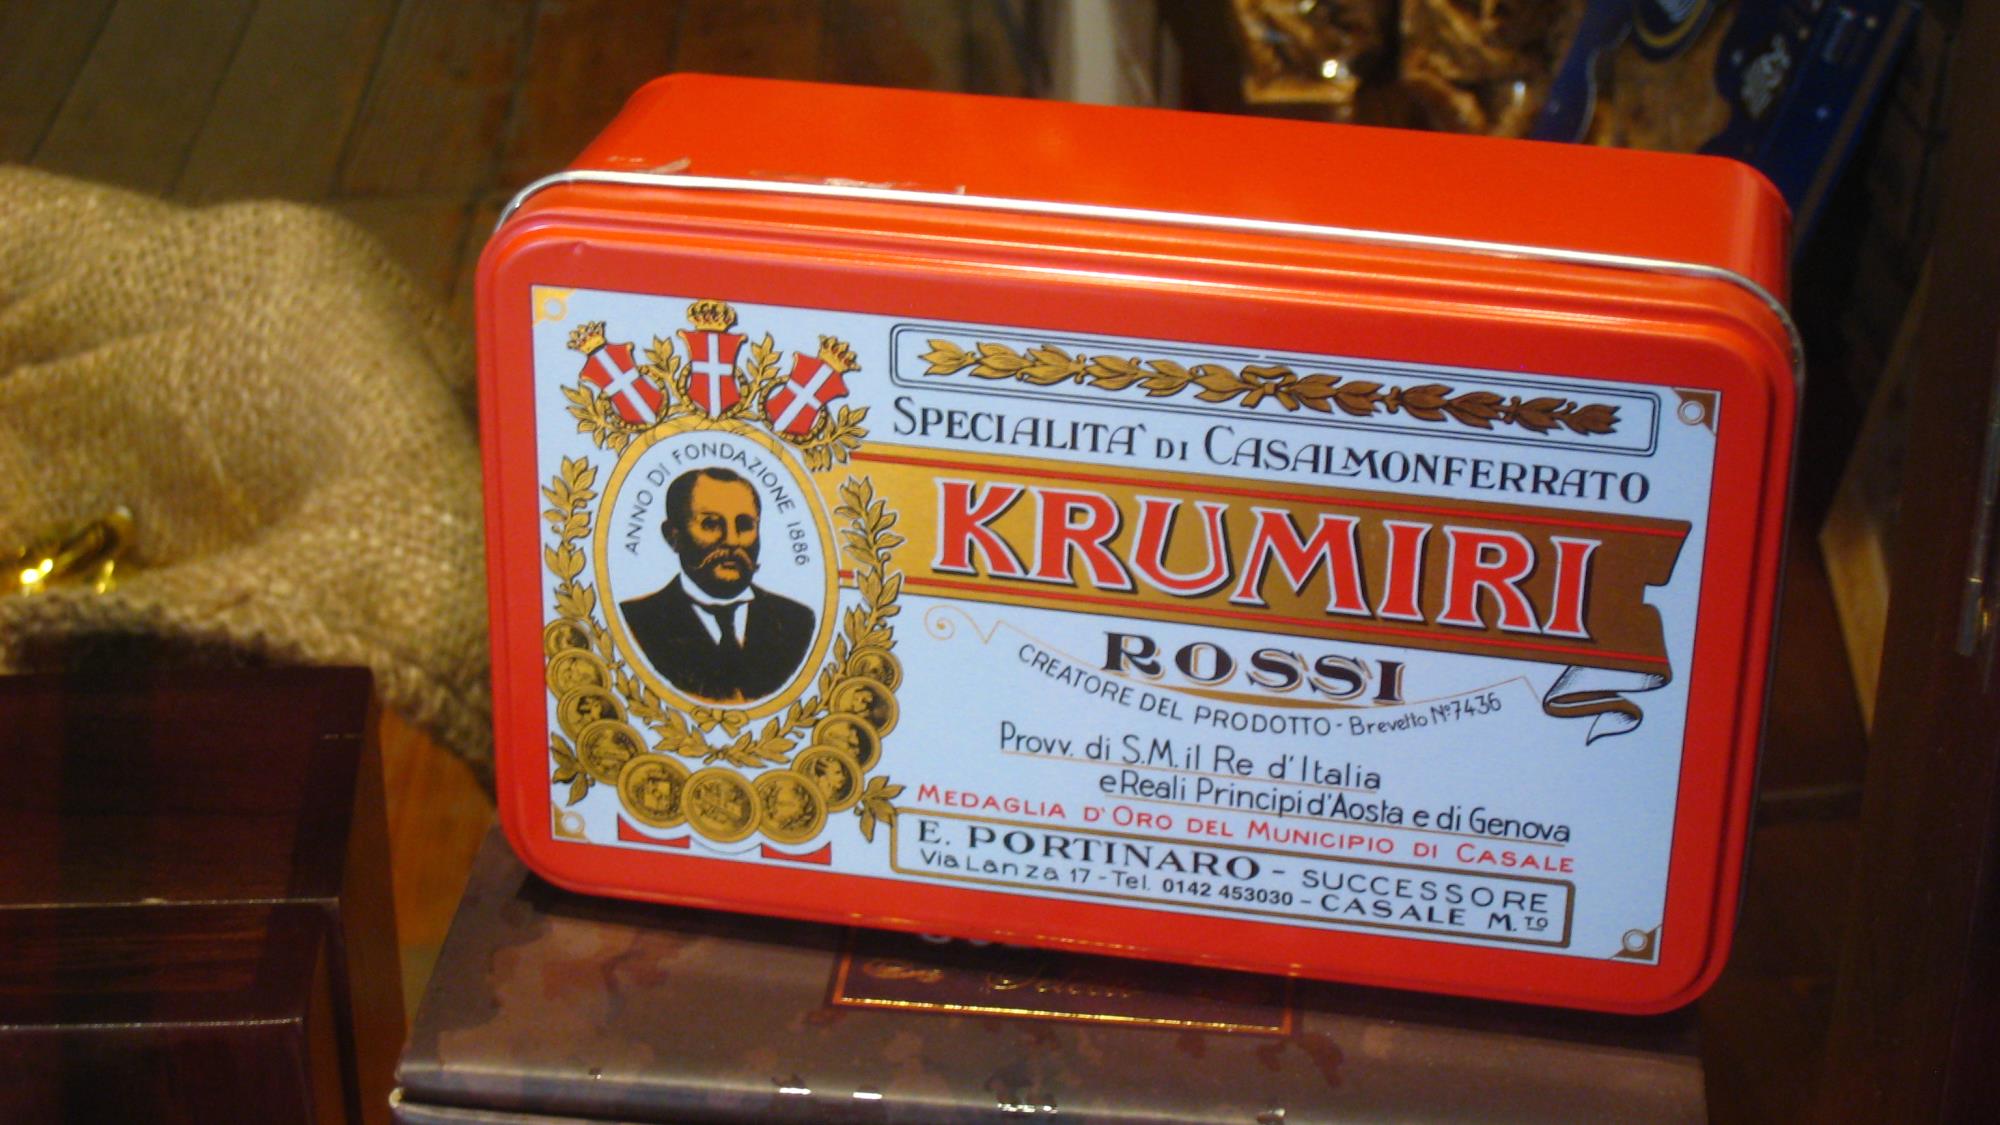 ANNO DI FONDAZIONE 1886
SPECIALITA' DI CASALMONFERRATO
KRUMIRI
ROSSI
CREATORE DEL PRODOTTO - Brevetto Nº 7436
Provv. di S.M. il Re d'Italia
e Reali Principi d'Aosta e di Genova
MEDAGLIA D'ORO DEL MUNICIPIO DI CASALE
E. PORTINARO - SUCCESSORE
Via Lanza 17 - Tel. 0142 453030 - CASALE M.TO